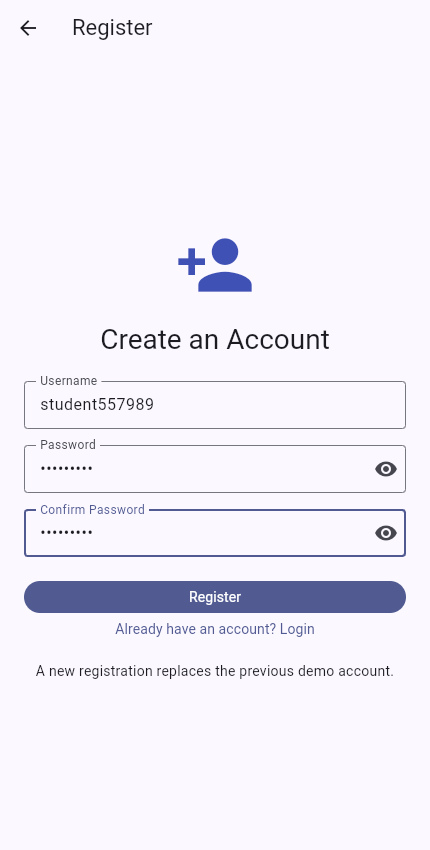 Register
Create an Account
Username
student557989
Password
•••••••••
Confirm Password
•••••••••
Register
Already have an account? Login
A new registration replaces the previous demo account.